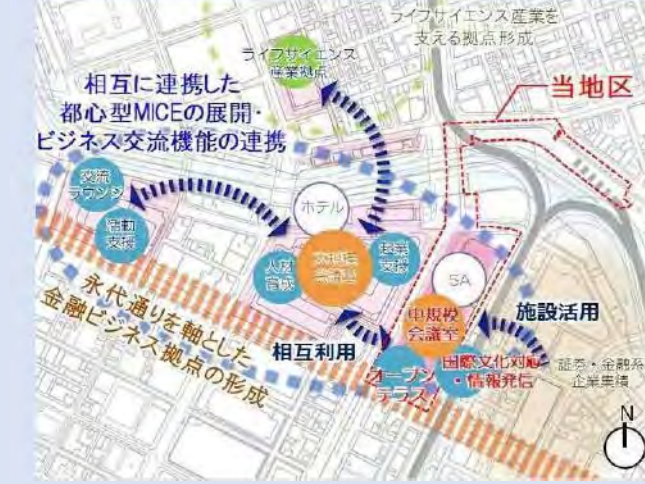 ライフサイエンス産業を
支える拠点形成
ライフサイエンス
産業拠点
当地区
相互に連携した
都心型MICEの展開・
ビジネス交流機能の連携
交流
ラウンジ
活動
支援
ホテル
人材
育成
大規模
会議室
起業
支援
SA
中規模
会議室
施設活用
相互利用
オープン
テラス
国際文化対応
・情報発信
証券・金融系
企業集積
永代通りを軸とした
金融ビジネス拠点の形成
N